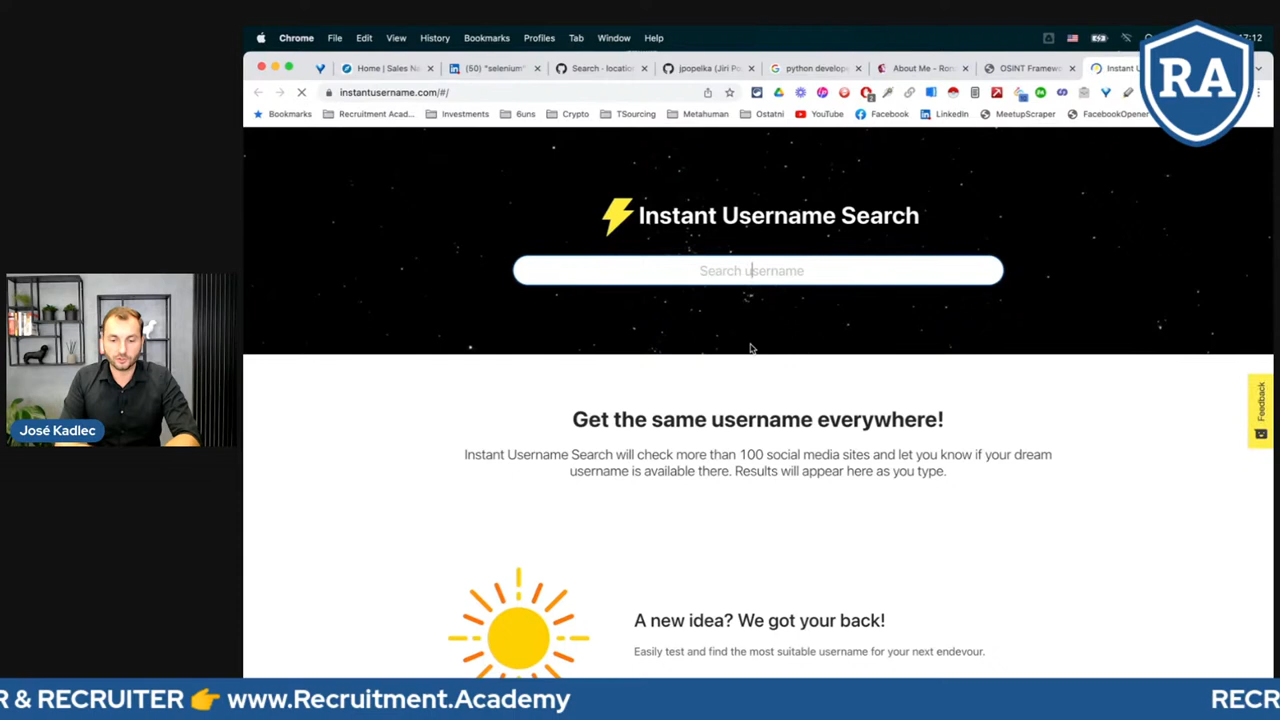 Chrome File Edit View History Bookmarks Profiles Tab Window Help
17:12
Home | Sales Na
(50) "selenium"
Search · locatio
jpopelka (Jiri Po
python develope
About Me - Ron
OSINT Framew
Instant U
RA
instantusername.com/#/
Bookmarks Recruitment Acad... Investments 6uns Crypto TSourcing Metahuman Ostatni YouTube Facebook LinkedIn MeetupScraper FacebookOpener
Instant Username Search
Search username
Get the same username everywhere!
Instant Username Search will check more than 100 social media sites and let you know if your dream
username is available there. Results will appear here as you type.
Feedback
José Kadlec
A new idea? We got your back!
Easily test and find the most suitable username for your next endevour.
R & RECRUITER 👉 www.Recruitment.Academy
RECR